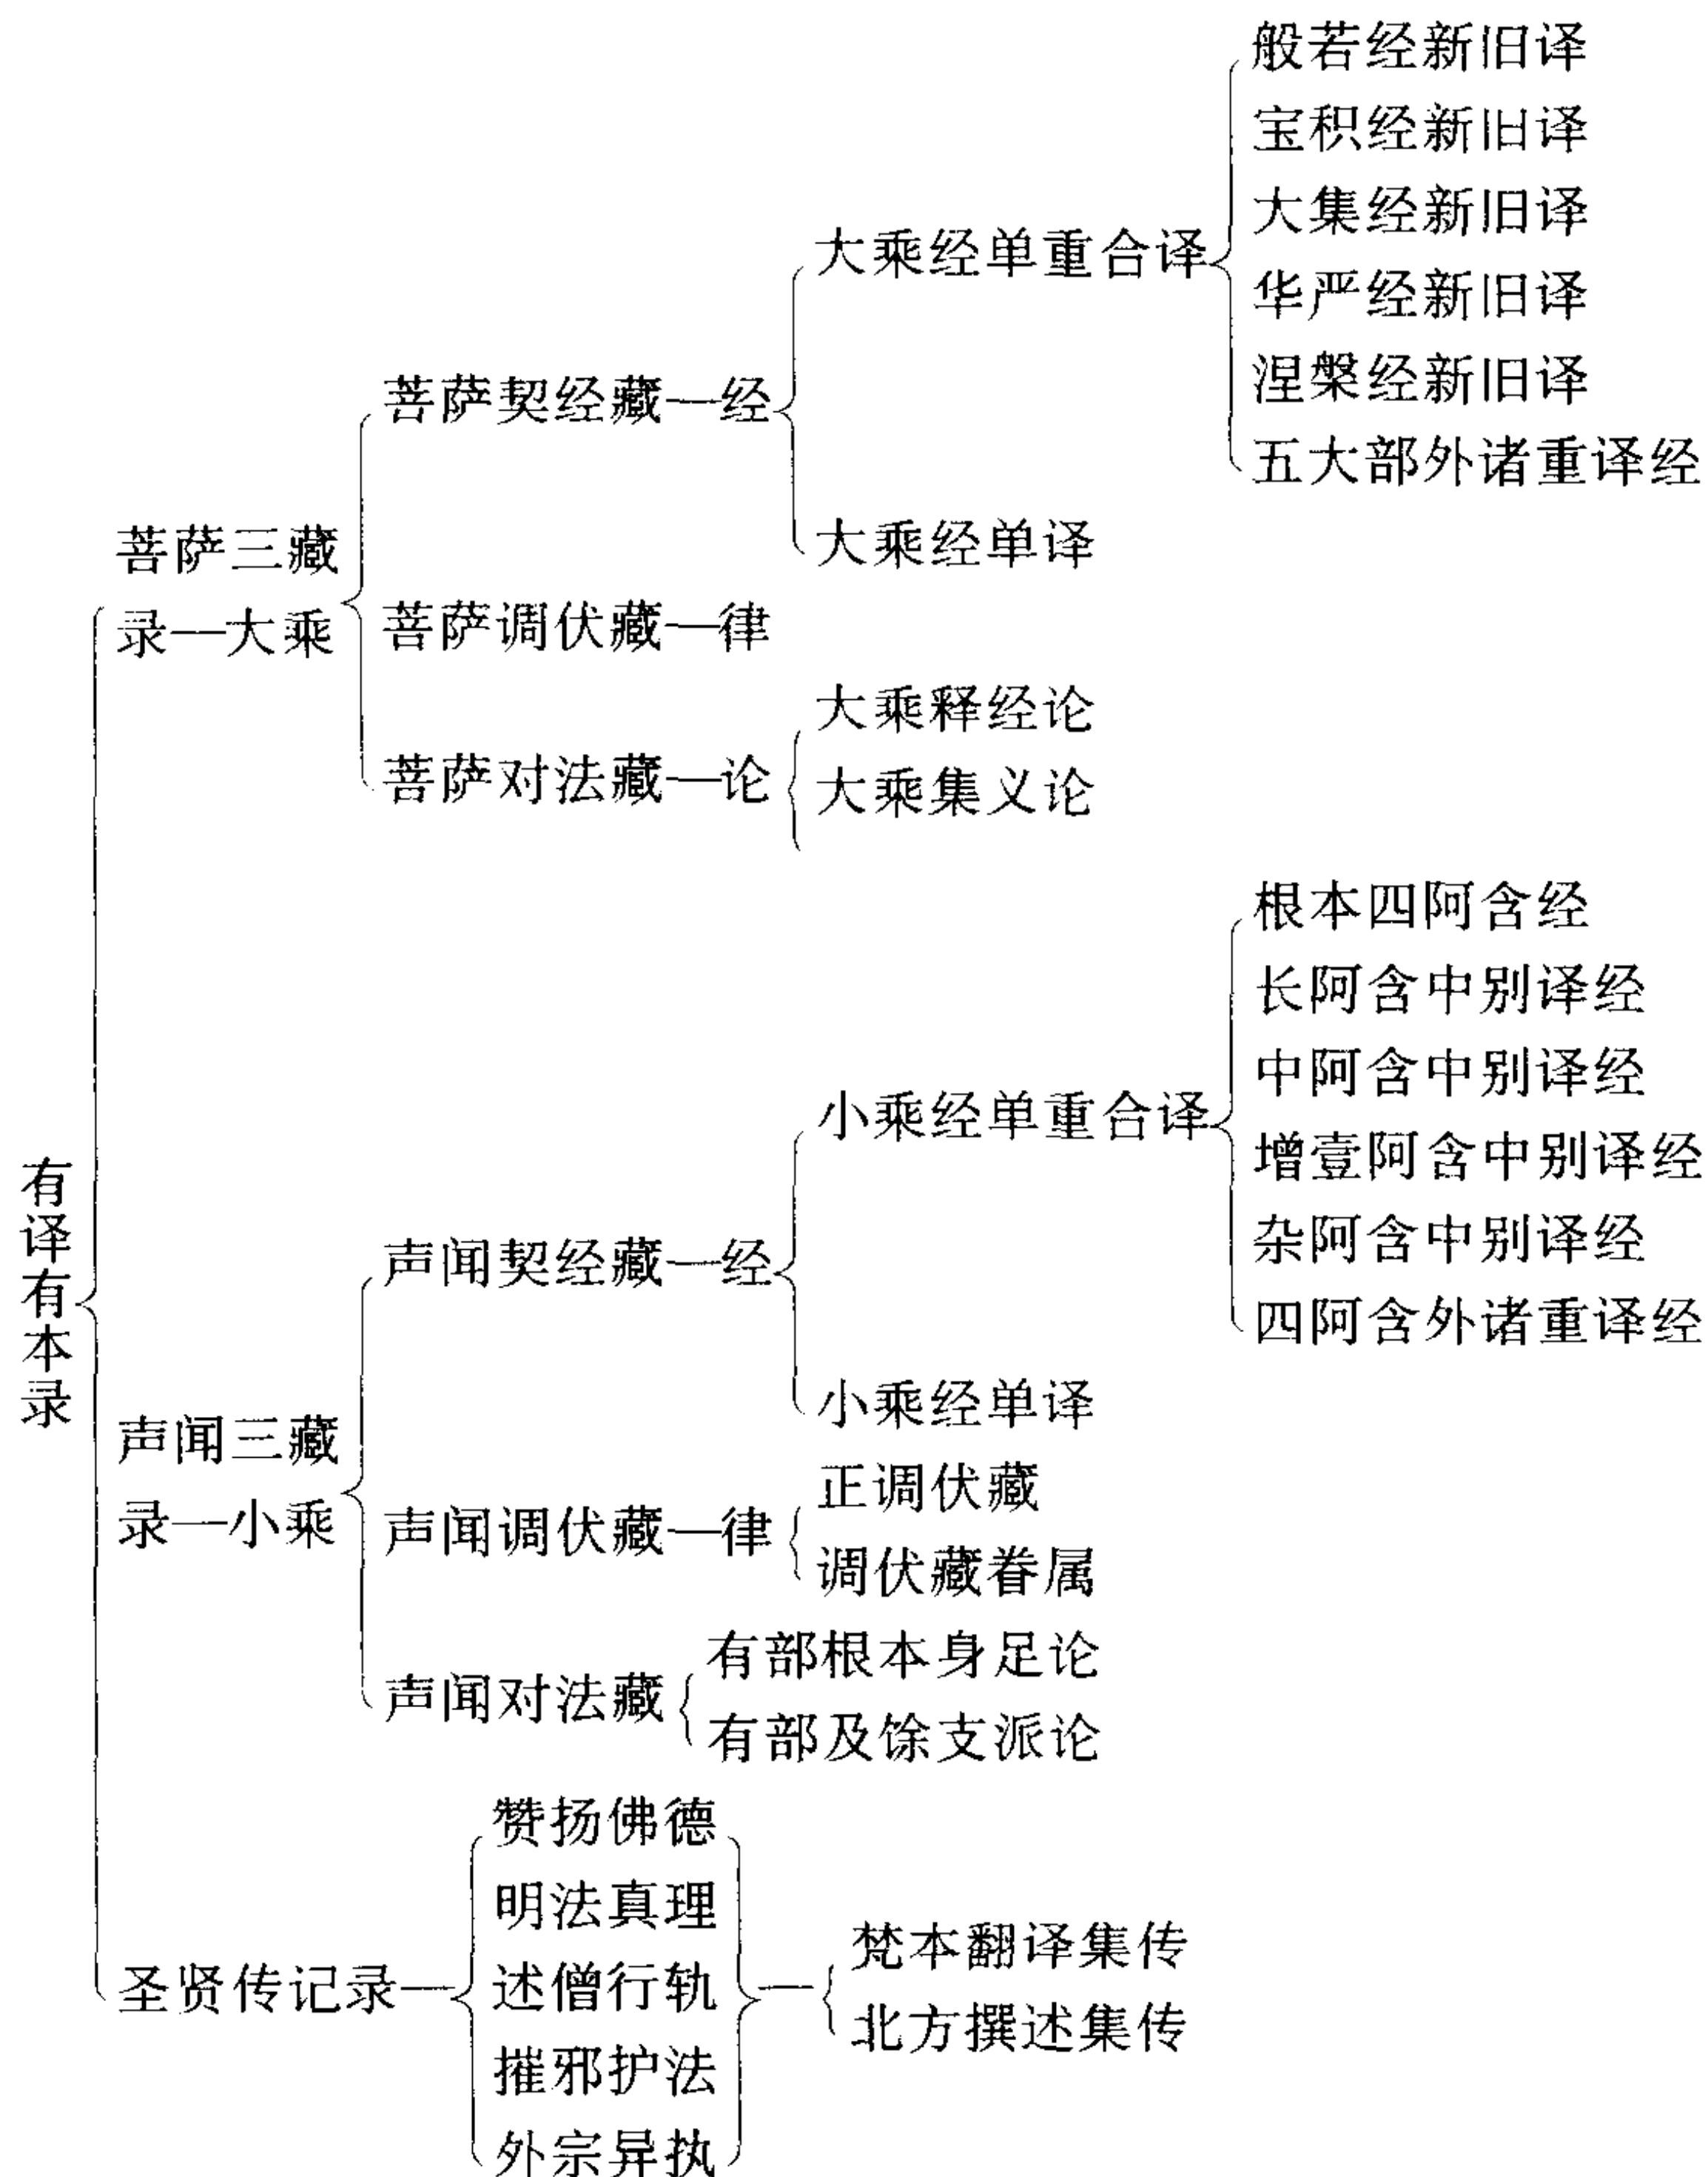 有译有本录
菩萨三藏
录—大乘
菩萨契经藏—经
大乘经单重合译
般若经新旧译
宝积经新旧译
大集经新旧译
华严经新旧译
涅槃经新旧译
五大部外诸重译经
大乘经单译
菩萨调伏藏—律
菩萨对法藏—论
大乘释经论
大乘集义论
声闻三藏
录—小乘
声闻契经藏—经
小乘经单重合译
根本四阿含经
长阿含中别译经
中阿含中别译经
增壹阿含中别译经
杂阿含中别译经
四阿含外诸重译经
小乘经单译
声闻调伏藏—律
正调伏藏
调伏藏眷属
声闻对法藏
有部根本身足论
有部及馀支派论
圣贤传记录—
赞扬佛德
明法真理
述僧行轨
摧邪护法
外宗异执
—
梵本翻译集传
北方撰述集传